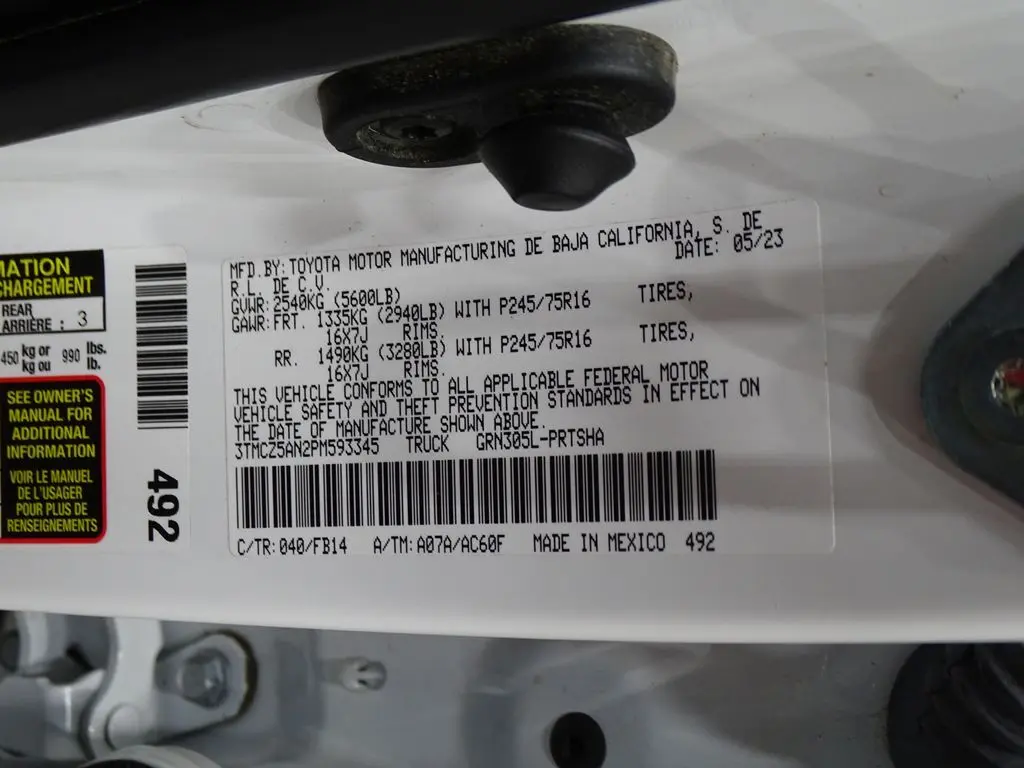 MATION
CHARGEMENT
REAR
ARRIÈRE : 3
450 kg or 990 lbs.
kg ou lb.
SEE OWNER'S
MANUAL FOR
ADDITIONAL
INFORMATION
VOIR LE MANUEL
DE L'USAGER
POUR PLUS DE
RENSEIGNEMENTS
492
MFD.BY:TOYOTA MOTOR MANUFACTURING DE BAJA CALIFORNIA, S. DE
R.L. DE C.V. DATE: 05/23
GVWR:2540KG (5600LB)
GAWR:FRT. 1335KG (2940LB) WITH P245/75R16 TIRES,
16X7J RIMS.
RR. 1490KG (3280LB) WITH P245/75R16 TIRES,
16X7J RIMS.
THIS VEHICLE CONFORMS TO ALL APPLICABLE FEDERAL MOTOR
VEHICLE SAFETY AND THEFT PREVENTION STANDARDS IN EFFECT ON
THE DATE OF MANUFACTURE SHOWN ABOVE.
3TMCZ5AN2PM593345 TRUCK GRN305L-PRTSHA
C/TR:040/FB14 A/TM:A07A/AC60F MADE IN MEXICO 492